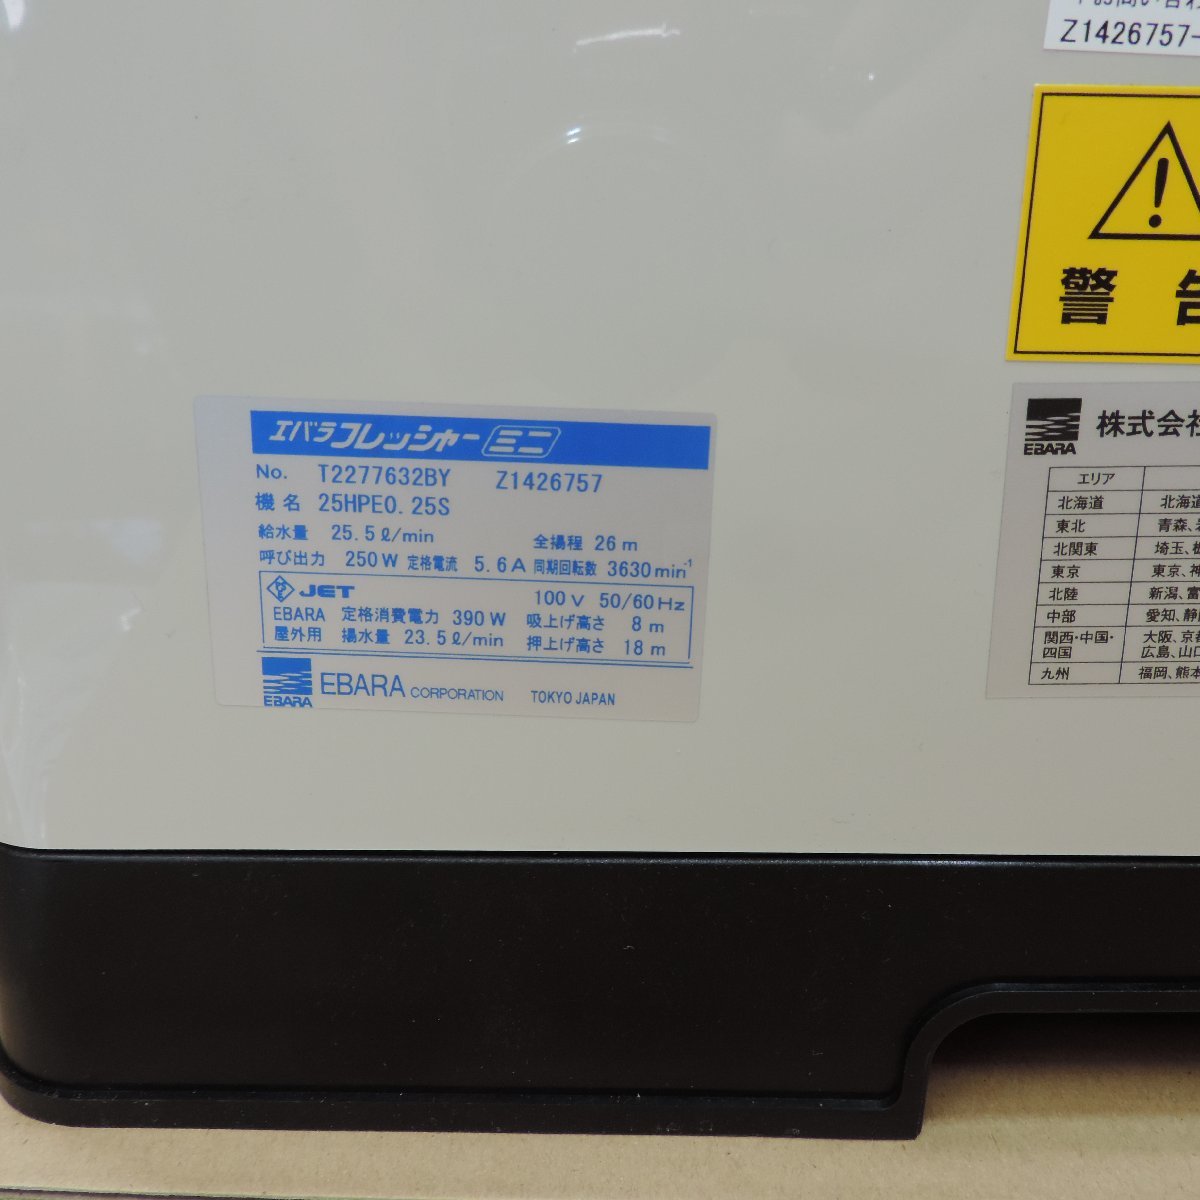 Z1426757-
警告
エバラフレッシャーミニ
No. T2277632BY Z1426757
機名 25HPE0.25S
給水量 25.5ℓ/min 全揚程 26m
呼び出力 250W 定格電流 5.6A 同期回転数 3630min⁻¹
PSE JET 100V 50/60Hz
EBARA 定格消費電力 390W 吸上げ高さ 8m
屋外用 揚水量 23.5ℓ/min 押上げ高さ 18m
EBARA EBARA CORPORATION TOKYO JAPAN
EBARA 株式会社
エリア
北海道 北海道
東北 青森、
北関東 埼玉、
東京 東京、神
北陸 新潟、富
中部 愛知、静
関西・中国・四国 大阪、京都
広島、山口
九州 福岡、熊本